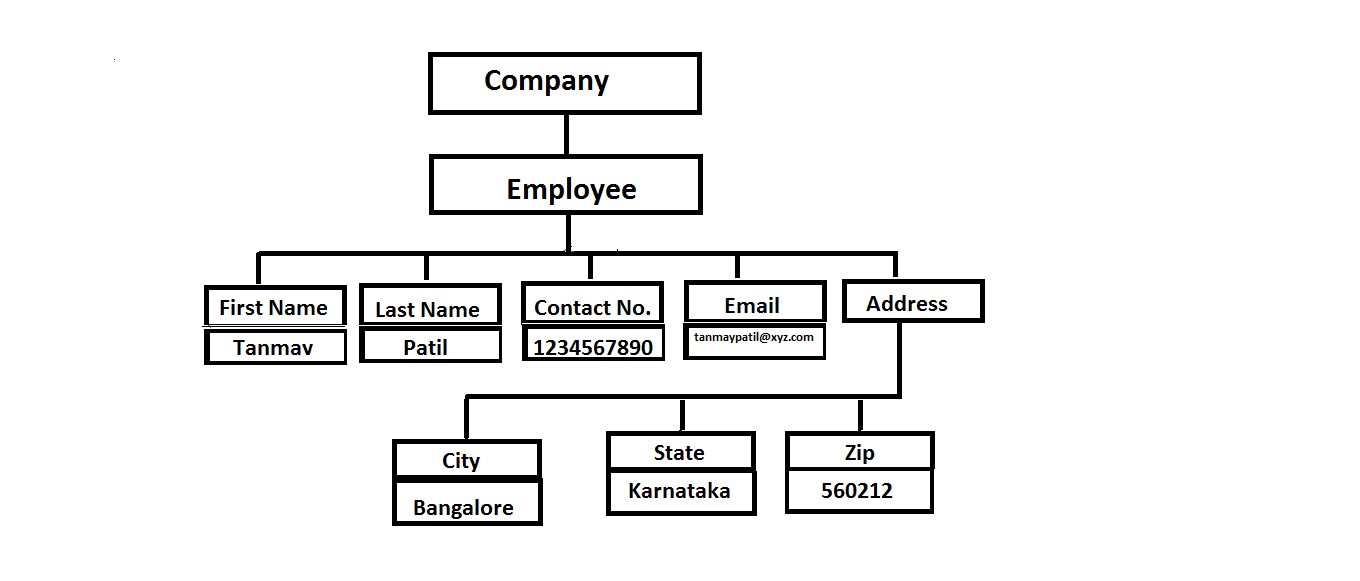 Company
Employee
First Name
Last Name
Contact No.
Email
Address
Tanmav
Patil
1234567890
tanmaypatil@xyz.com
City
State
Zip
Bangalore
Karnataka
560212